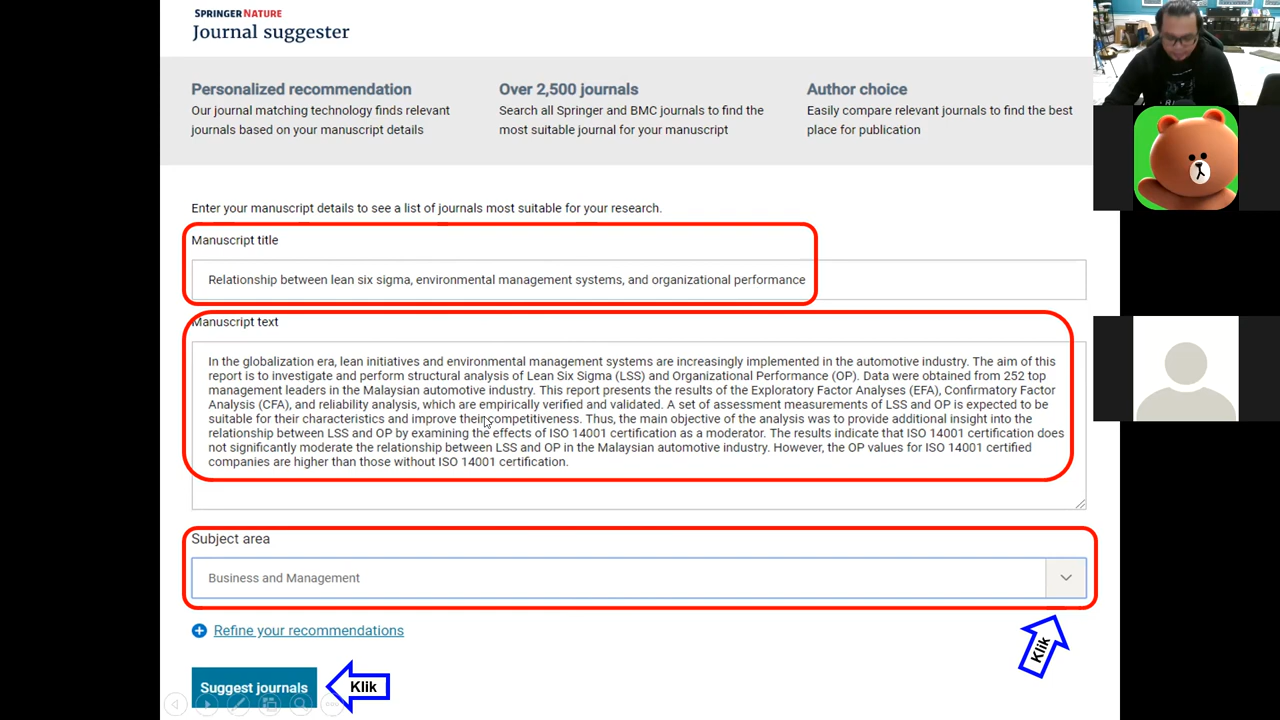 SPRINGER NATURE
Journal suggester
Personalized recommendation
Our journal matching technology finds relevant
journals based on your manuscript details
Over 2,500 journals
Search all Springer and BMC journals to find the
most suitable journal for your manuscript
Author choice
Easily compare relevant journals to find the best
place for publication
Enter your manuscript details to see a list of journals most suitable for your research.
Manuscript title
Relationship between lean six sigma, environmental management systems, and organizational performance
Manuscript text
In the globalization era, lean initiatives and environmental management systems are increasingly implemented in the automotive industry. The aim of this
report is to investigate and perform structural analysis of Lean Six Sigma (LSS) and Organizational Performance (OP). Data were obtained from 252 top
management leaders in the Malaysian automotive industry. This report presents the results of the Exploratory Factor Analyses (EFA), Confirmatory Factor
Analysis (CFA), and reliability analysis, which are empirically verified and validated. A set of assessment measurements of LSS and OP is expected to be
suitable for their characteristics and improve their competitiveness. Thus, the main objective of the analysis was to provide additional insight into the
relationship between LSS and OP by examining the effects of ISO 14001 certification as a moderator. The results indicate that ISO 14001 certification does
not significantly moderate the relationship between LSS and OP in the Malaysian automotive industry. However, the OP values for ISO 14001 certified
companies are higher than those without ISO 14001 certification.
Subject area
Business and Management
Refine your recommendations
Klik
Suggest journals
Klik